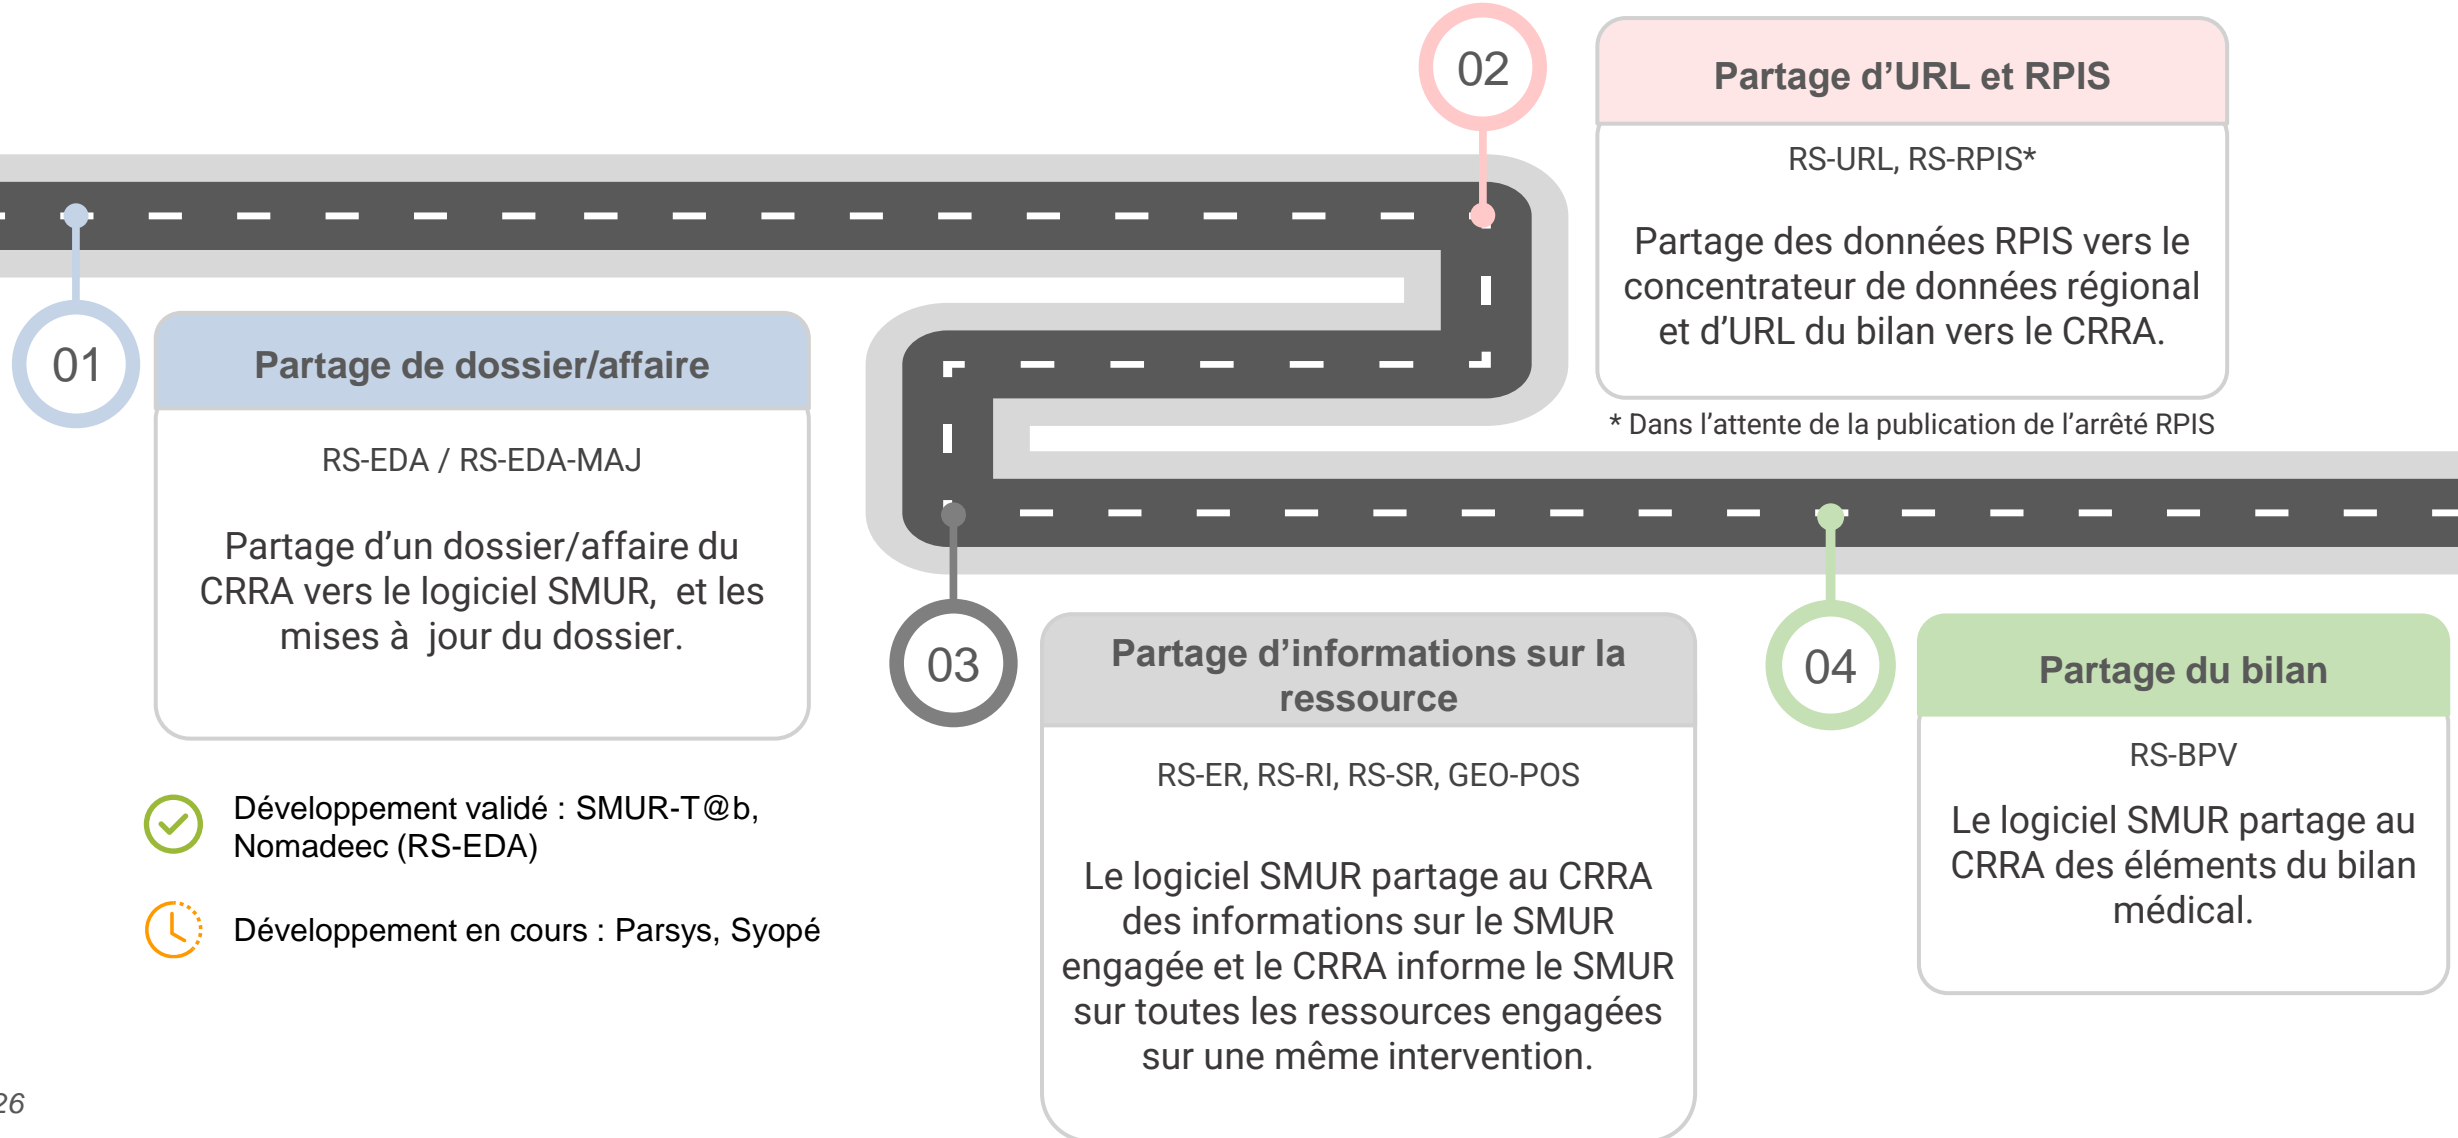 02
Partage d’URL et RPIS
RS-URL, RS-RPIS*
Partage des données RPIS vers le
concentrateur de données régional
et d’URL du bilan vers le CRRA.
* Dans l’attente de la publication de l’arrêté RPIS
01
Partage de dossier/affaire
RS-EDA / RS-EDA-MAJ
Partage d’un dossier/affaire du
CRRA vers le logiciel SMUR, et les
mises à jour du dossier.
Développement validé : SMUR-T@b,
Nomadeec (RS-EDA)
Développement en cours : Parsys, Syopé
03
Partage d’informations sur la
ressource
RS-ER, RS-RI, RS-SR, GEO-POS
Le logiciel SMUR partage au CRRA
des informations sur le SMUR
engagée et le CRRA informe le SMUR
sur toutes les ressources engagées
sur une même intervention.
04
Partage du bilan
RS-BPV
Le logiciel SMUR partage au
CRRA des éléments du bilan
médical.
26